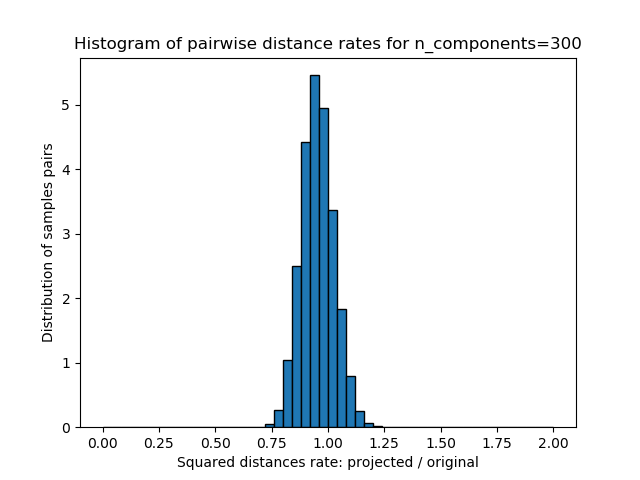 Histogram of pairwise distance rates for n_components=300
Distribution of samples pairs
5
4
3
2
1
0
0.00 0.25 0.50 0.75 1.00 1.25 1.50 1.75 2.00
Squared distances rate: projected / original